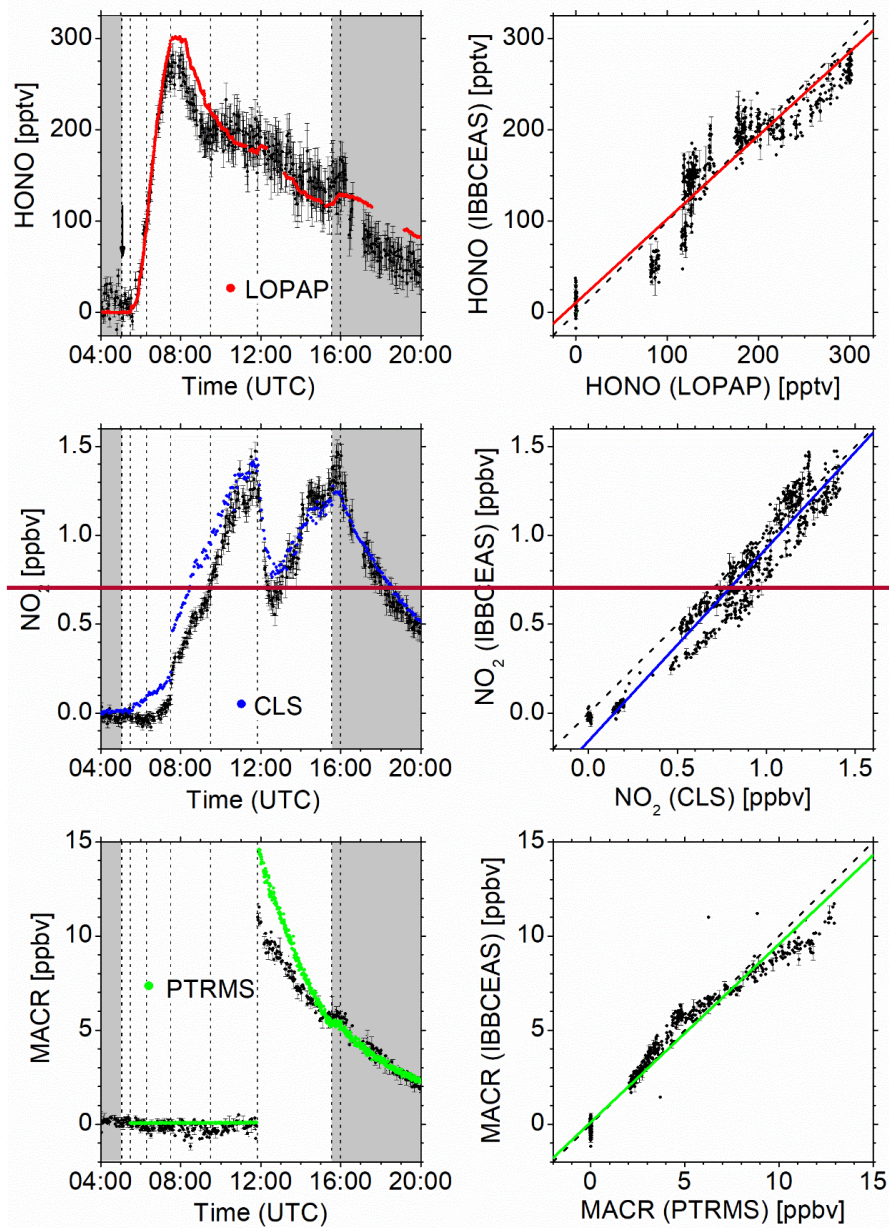 300
200
100
0
HONO [pptv]
LOPAP
04:00 08:00 12:00 16:00 20:00
Time (UTC)
300
200
100
0
HONO (IBBCEAS) [pptv]
0 100 200 300
HONO (LOPAP) [pptv]
1.5
1.0
0.5
0.0
NO2 [ppbv]
CLS
04:00 08:00 12:00 16:00 20:00
Time (UTC)
1.5
1.0
0.5
0.0
NO2 (IBBCEAS) [ppbv]
0.0 0.5 1.0 1.5
NO2 (CLS) [ppbv]
15
10
5
0
MACR [ppbv]
PTRMS
04:00 08:00 12:00 16:00 20:00
Time (UTC)
15
10
5
0
MACR (IBBCEAS) [ppbv]
0 5 10 15
MACR (PTRMS) [ppbv]